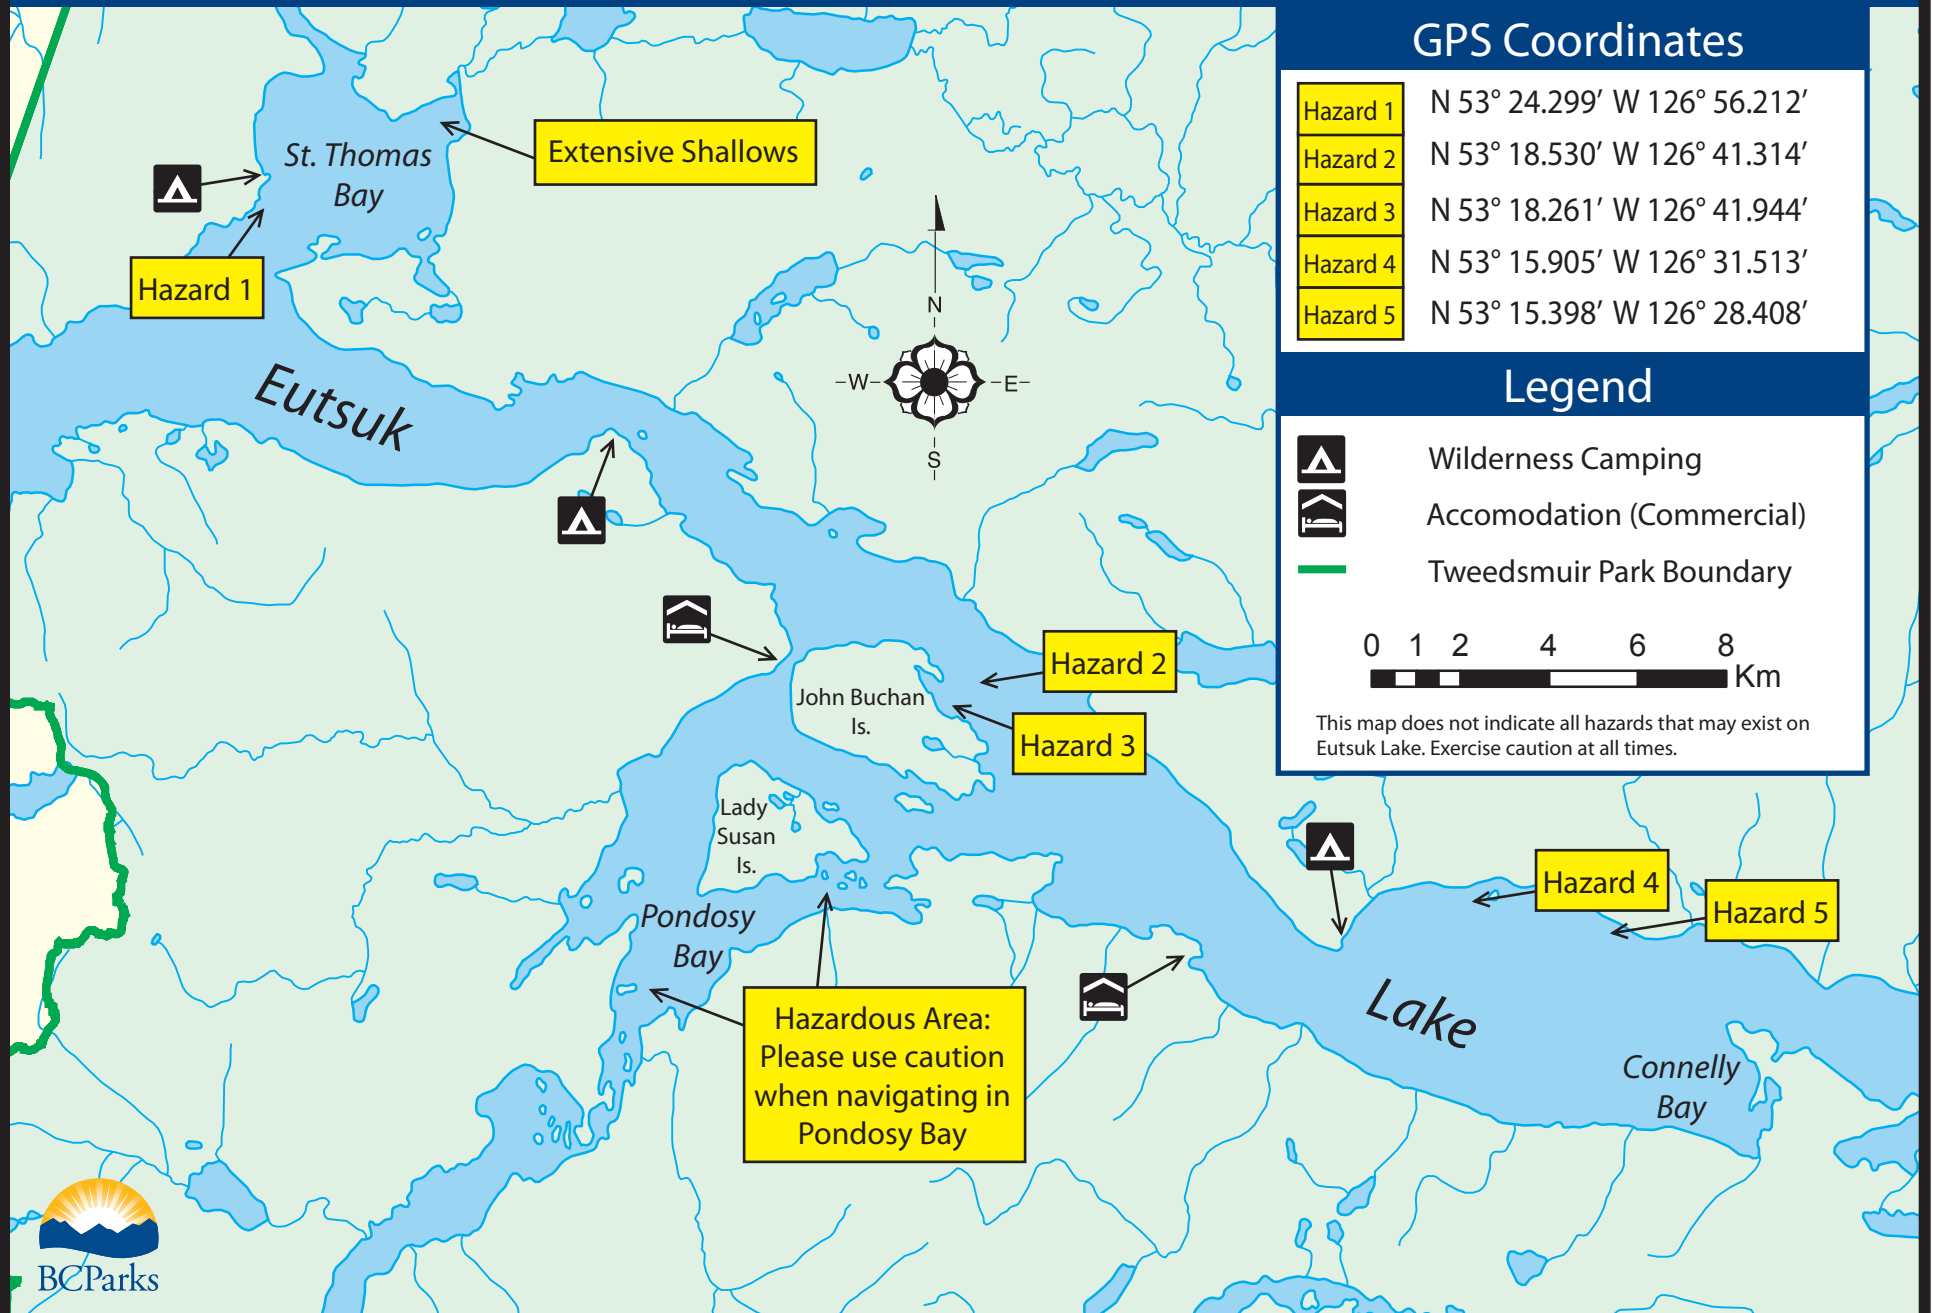 GPS Coordinates
Hazard 1 N 53° 24.299’ W 126° 56.212’
Hazard 2 N 53° 18.530’ W 126° 41.314’
Hazard 3 N 53° 18.261’ W 126° 41.944’
Hazard 4 N 53° 15.905’ W 126° 31.513’
Hazard 5 N 53° 15.398’ W 126° 28.408’
Legend
Wilderness Camping
Accomodation (Commercial)
Tweedsmuir Park Boundary
0 1 2 4 6 8
Km
This map does not indicate all hazards that may exist on
Eutsuk Lake. Exercise caution at all times.
Extensive Shallows
St. Thomas
Bay
Hazard 1
N
W
E
S
Eutsuk
Hazard 2
John Buchan
Is.
Hazard 3
Lady
Susan
Is.
Hazard 4
Hazard 5
Pondosy
Bay
Lake
Hazardous Area:
Please use caution
when navigating in
Pondosy Bay
Connelly
Bay
BCParks